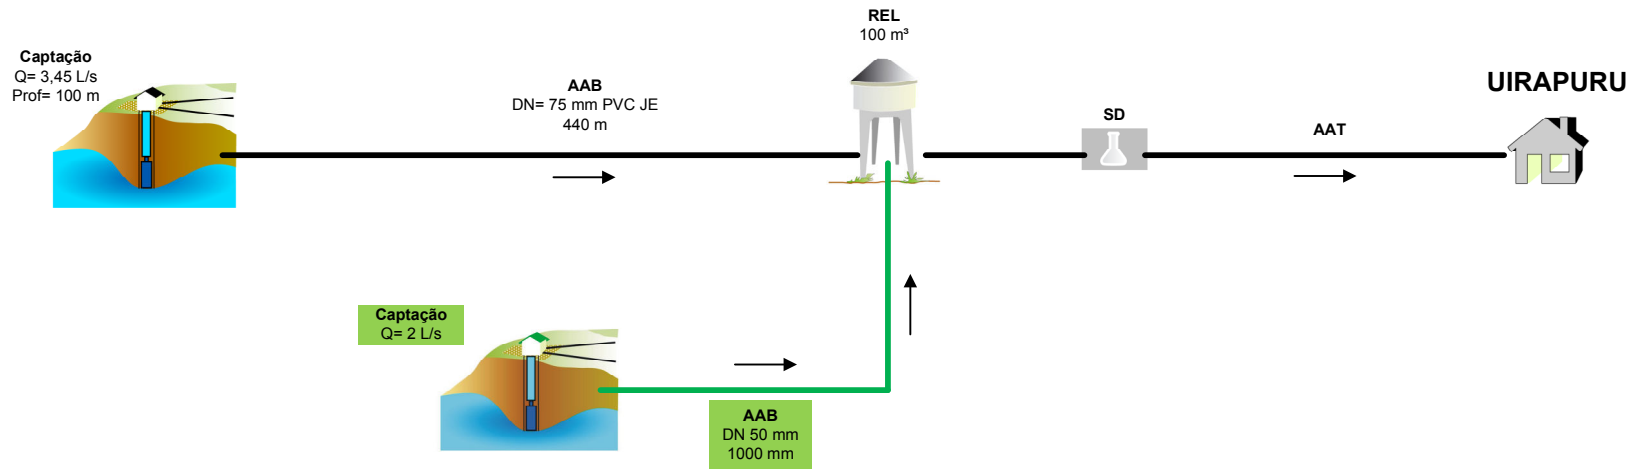 Captação
Q= 3,45 L/s
Prof= 100 m
AAB
DN= 75 mm PVC JE
440 m
REL
100 m³
SD
AAT
UIRAPURU
Captação
Q= 2 L/s
AAB
DN 50 mm
1000 mm